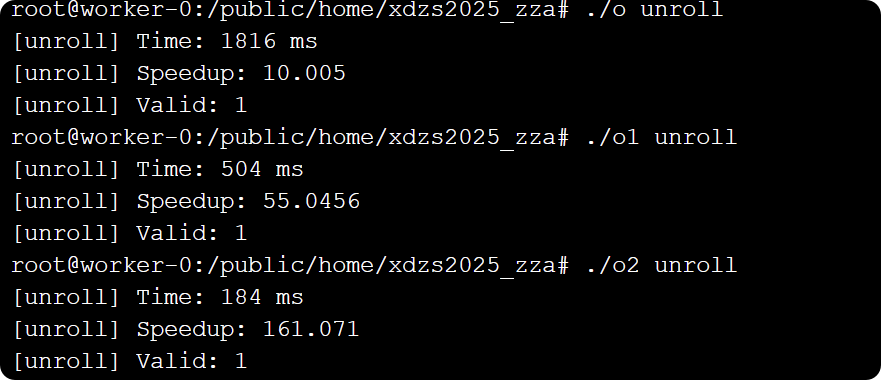 root@worker-0:/public/home/xdzs2025_zza# ./o unroll
[unroll] Time: 1816 ms
[unroll] Speedup: 10.005
[unroll] Valid: 1
root@worker-0:/public/home/xdzs2025_zza# ./o1 unroll
[unroll] Time: 504 ms
[unroll] Speedup: 55.0456
[unroll] Valid: 1
root@worker-0:/public/home/xdzs2025_zza# ./o2 unroll
[unroll] Time: 184 ms
[unroll] Speedup: 161.071
[unroll] Valid: 1